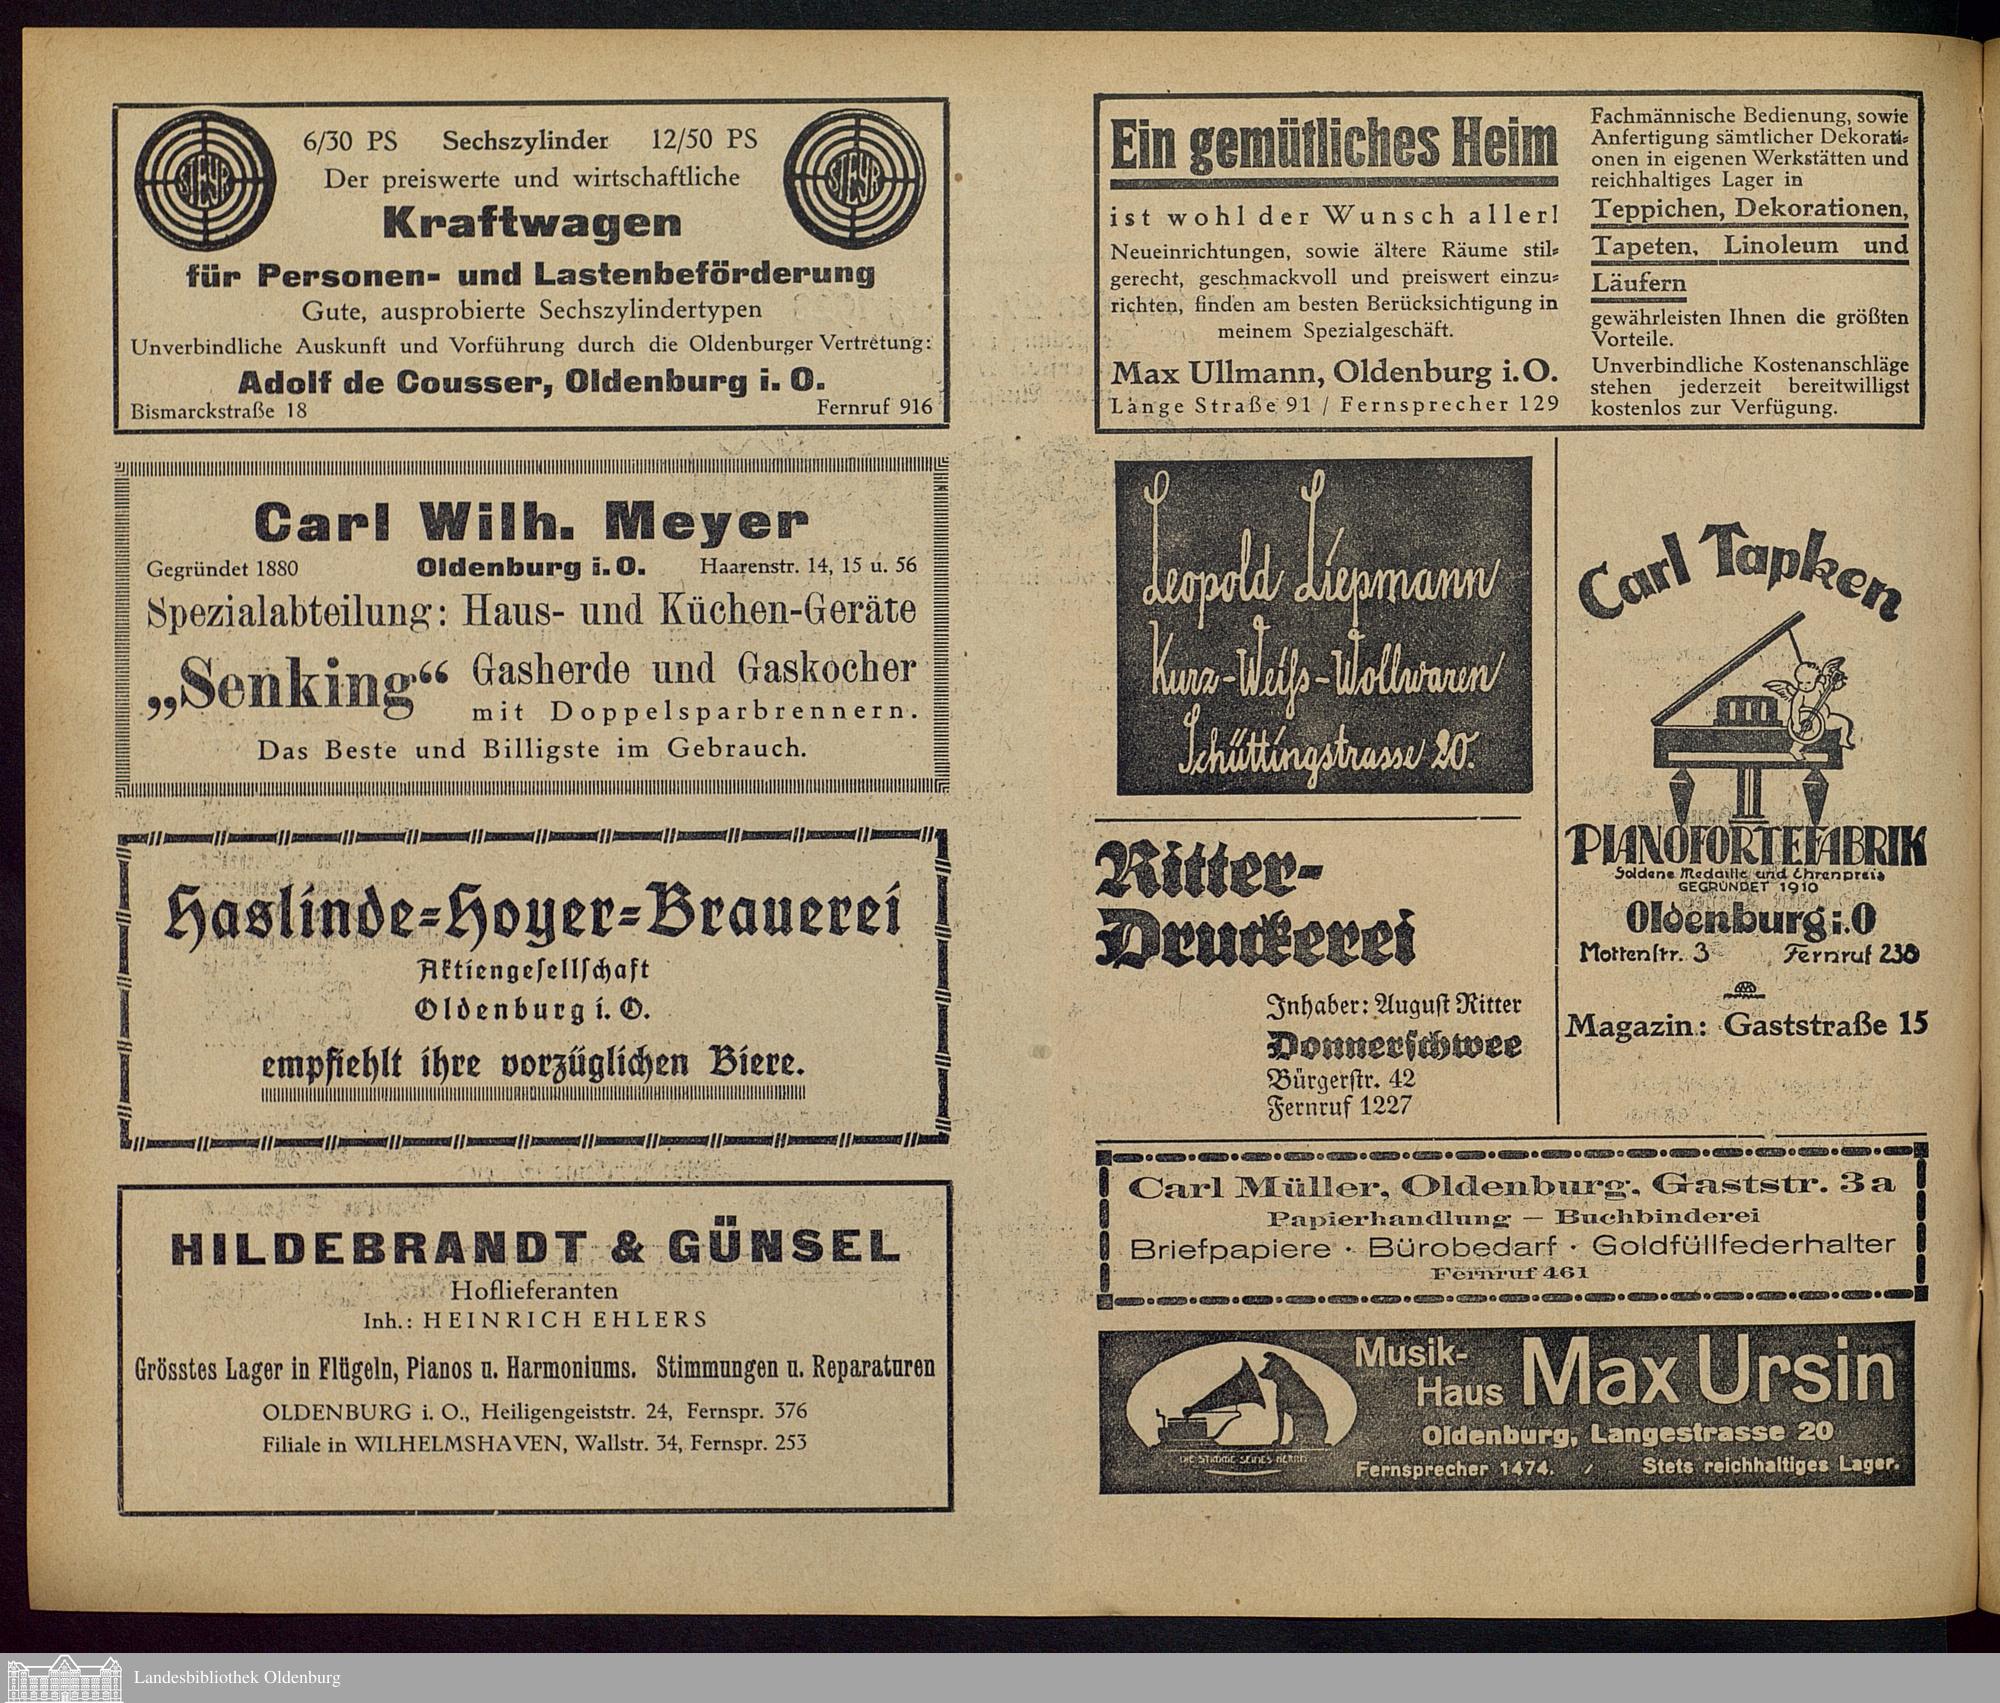 STEYR
6/30 PS Sechszylinder 12/50 PS
STEYR
Der preiswerte und wirtschaftliche
Kraftwagen
für Personen- und Lastenbeförderung
Gute, ausprobierte Sechszylindertypen
Unverbindliche Auskunft und Vorführung durch die Oldenburger Vertretung:
Adolf de Cousser, Oldenburg i. O.
Bismarckstraße 18 Fernruf 916
Carl Wilh. Meyer
Gegründet 1880 Oldenburg i. O. Haarenstr. 14, 15 u. 56
Spezialabteilung: Haus- und Küchen-Geräte
„Senking“ Gasherde und Gaskocher
mit Doppelsparbrennern.
Das Beste und Billigste im Gebrauch.
Haslinde-Hoyer-Brauerei
Aktiengesellschaft
Oldenburg i. O.
empfiehlt ihre vorzüglichen Biere.
HILDEBRANDT & GÜNSEL
Hoflieferanten
Inh.: HEINRICH EHLERS
Grösstes Lager in Flügeln, Pianos u. Harmoniums. Stimmungen u. Reparaturen
OLDENBURG i. O., Heiligengeiststr. 24, Fernspr. 376
Filiale in WILHELMSHAVEN, Wallstr. 34, Fernspr. 253
Ein gemütliches Heim
ist wohl der Wunsch aller!
Neueinrichtungen, sowie ältere Räume stil-
gerecht, geschmackvoll und preiswert einzu-
richten, finden am besten Berücksichtigung in
meinem Spezialgeschäft.
Max Ullmann, Oldenburg i. O.
Lange Straße 91 / Fernsprecher 129
Fachmännische Bedienung, sowie
Anfertigung sämtlicher Dekorati-
onen in eigenen Werkstätten und
reichhaltiges Lager in
Teppichen, Dekorationen,
Tapeten, Linoleum und
Läufern
gewährleisten Ihnen die größten
Vorteile.
Unverbindliche Kostenanschläge
stehen jederzeit bereitwilligst
kostenlos zur Verfügung.
Leopold Liepmann
Kurz-Weiss-Wollwaren
Schüttingstrasse 20.
Carl Tapken
PIANOFORTEFABRIK
Goldene Medaille und Ehrenpreis
GEGRÜNDET 1910
Oldenburg i. O
Mottenstr. 3 Fernruf 238
Magazin: Gaststraße 15
Ritter-
Druckerei
Inhaber: August Ritter
Donnerschwee
Bürgerstr. 42
Fernruf 1227
Carl Müller, Oldenburg, Gaststr. 3a
Papierhandlung — Buchbinderei
Briefpapiere · Bürobedarf · Goldfüllfederhalter
Fernruf 461
DIE STIMME SEINES HERRN
Musik-
Haus Max Ursin
Oldenburg, Langestrasse 20
Fernsprecher 1474. / Stets reichhaltiges Lager.
Landesbibliothek Oldenburg